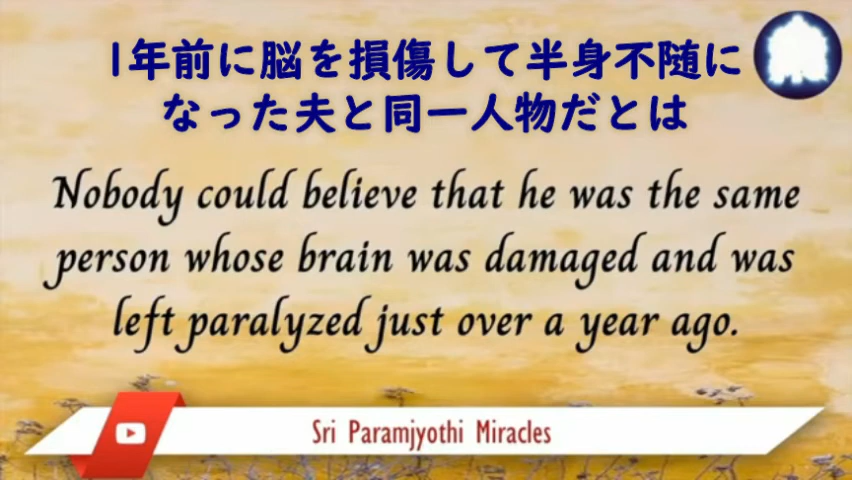 1年前に脳を損傷して半身不随に
なった夫と同一人物だとは
Nobody could believe that he was the same
person whose brain was damaged and was
left paralyzed just over a year ago.
Sri Paramjyothi Miracles